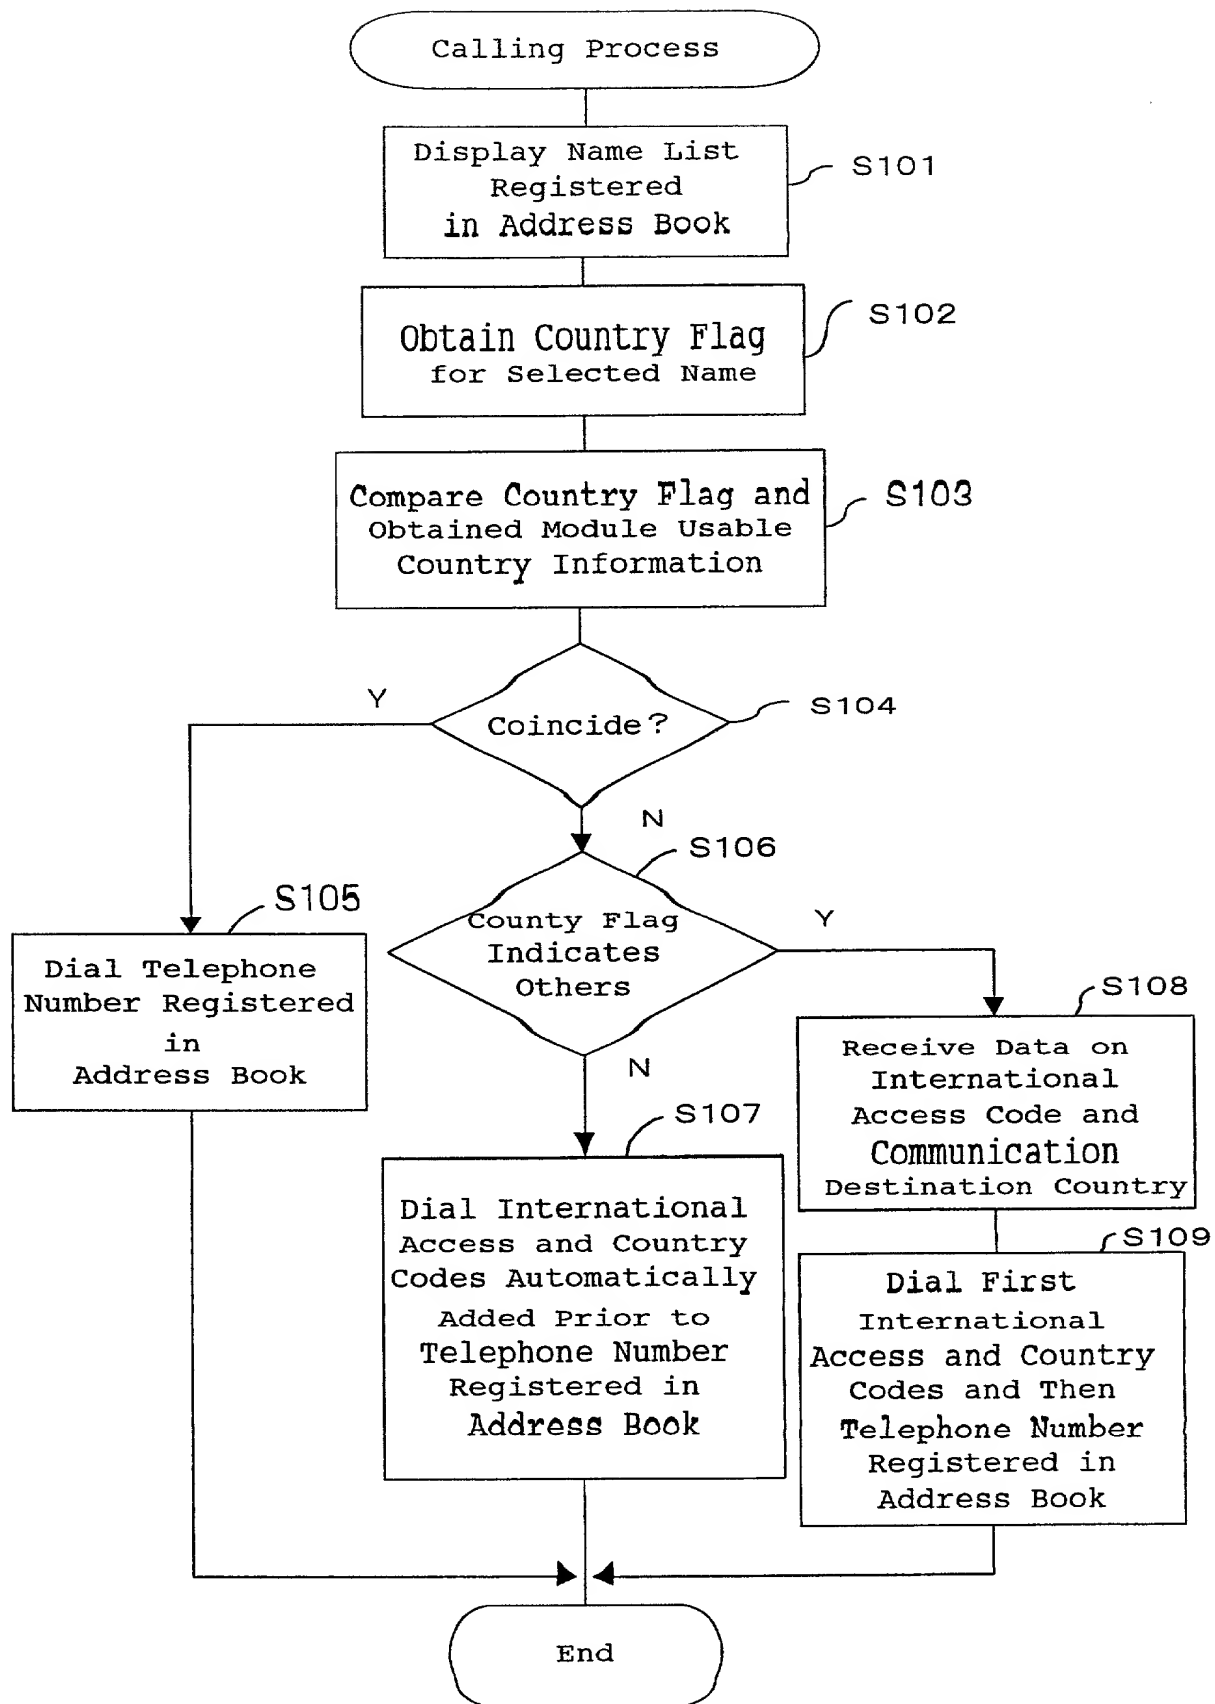 Calling Process
Display Name List
Registered
in Address Book
S101
Obtain Country Flag
for Selected Name
S102
Compare Country Flag and
Obtained Module Usable
Country Information
S103
Coincide?
S104
Y
N
S106
County Flag
Indicates
Others
Y
N
S105
Dial Telephone
Number Registered
in
Address Book
S108
Receive Data on
International
Access Code and
Communication
Destination Country
S107
Dial International
Access and Country
Codes Automatically
Added Prior to
Telephone Number
Registered in
Address Book
S109
Dial First
International
Access and Country
Codes and Then
Telephone Number
Registered in
Address Book
End